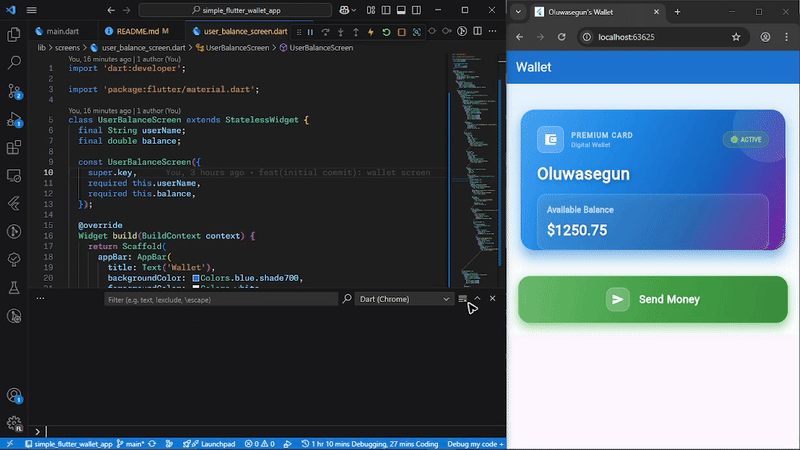 simple_flutter_wallet_app
main.dart
README.md M
user_balance_screen.dart
lib > screens > user_balance_screen.dart > UserBalanceScreen > UserBalanceScreen
You, 16 minutes ago | 1 author (You)
1 import 'dart:developer';
2
3 import 'package:flutter/material.dart';
4
You, 16 minutes ago | 1 author (You)
5 class UserBalanceScreen extends StatelessWidget {
6 final String userName;
7 final double balance;
8
9 const UserBalanceScreen({
10 super.key, You, 3 hours ago • feat(initial commit): wallet screen
11 required this.userName,
12 required this.balance,
13 });
14
15 @override
16 Widget build(BuildContext context) {
17 return Scaffold(
18 appBar: AppBar(
19 title: Text('Wallet'),
20 backgroundColor: Colors.blue.shade700,
Filter (e.g. text, !exclude, \escape)
Dart (Chrome)
simple_flutter_wallet_app
main*
Launchpad
0 0
1 hr 10 mins Debugging, 27 mins Coding
Debug my code +
Oluwasegun's Wallet
localhost:63625
Wallet
PREMIUM CARD
Digital Wallet
ACTIVE
Oluwasegun
Available Balance
$1250.75
Send Money